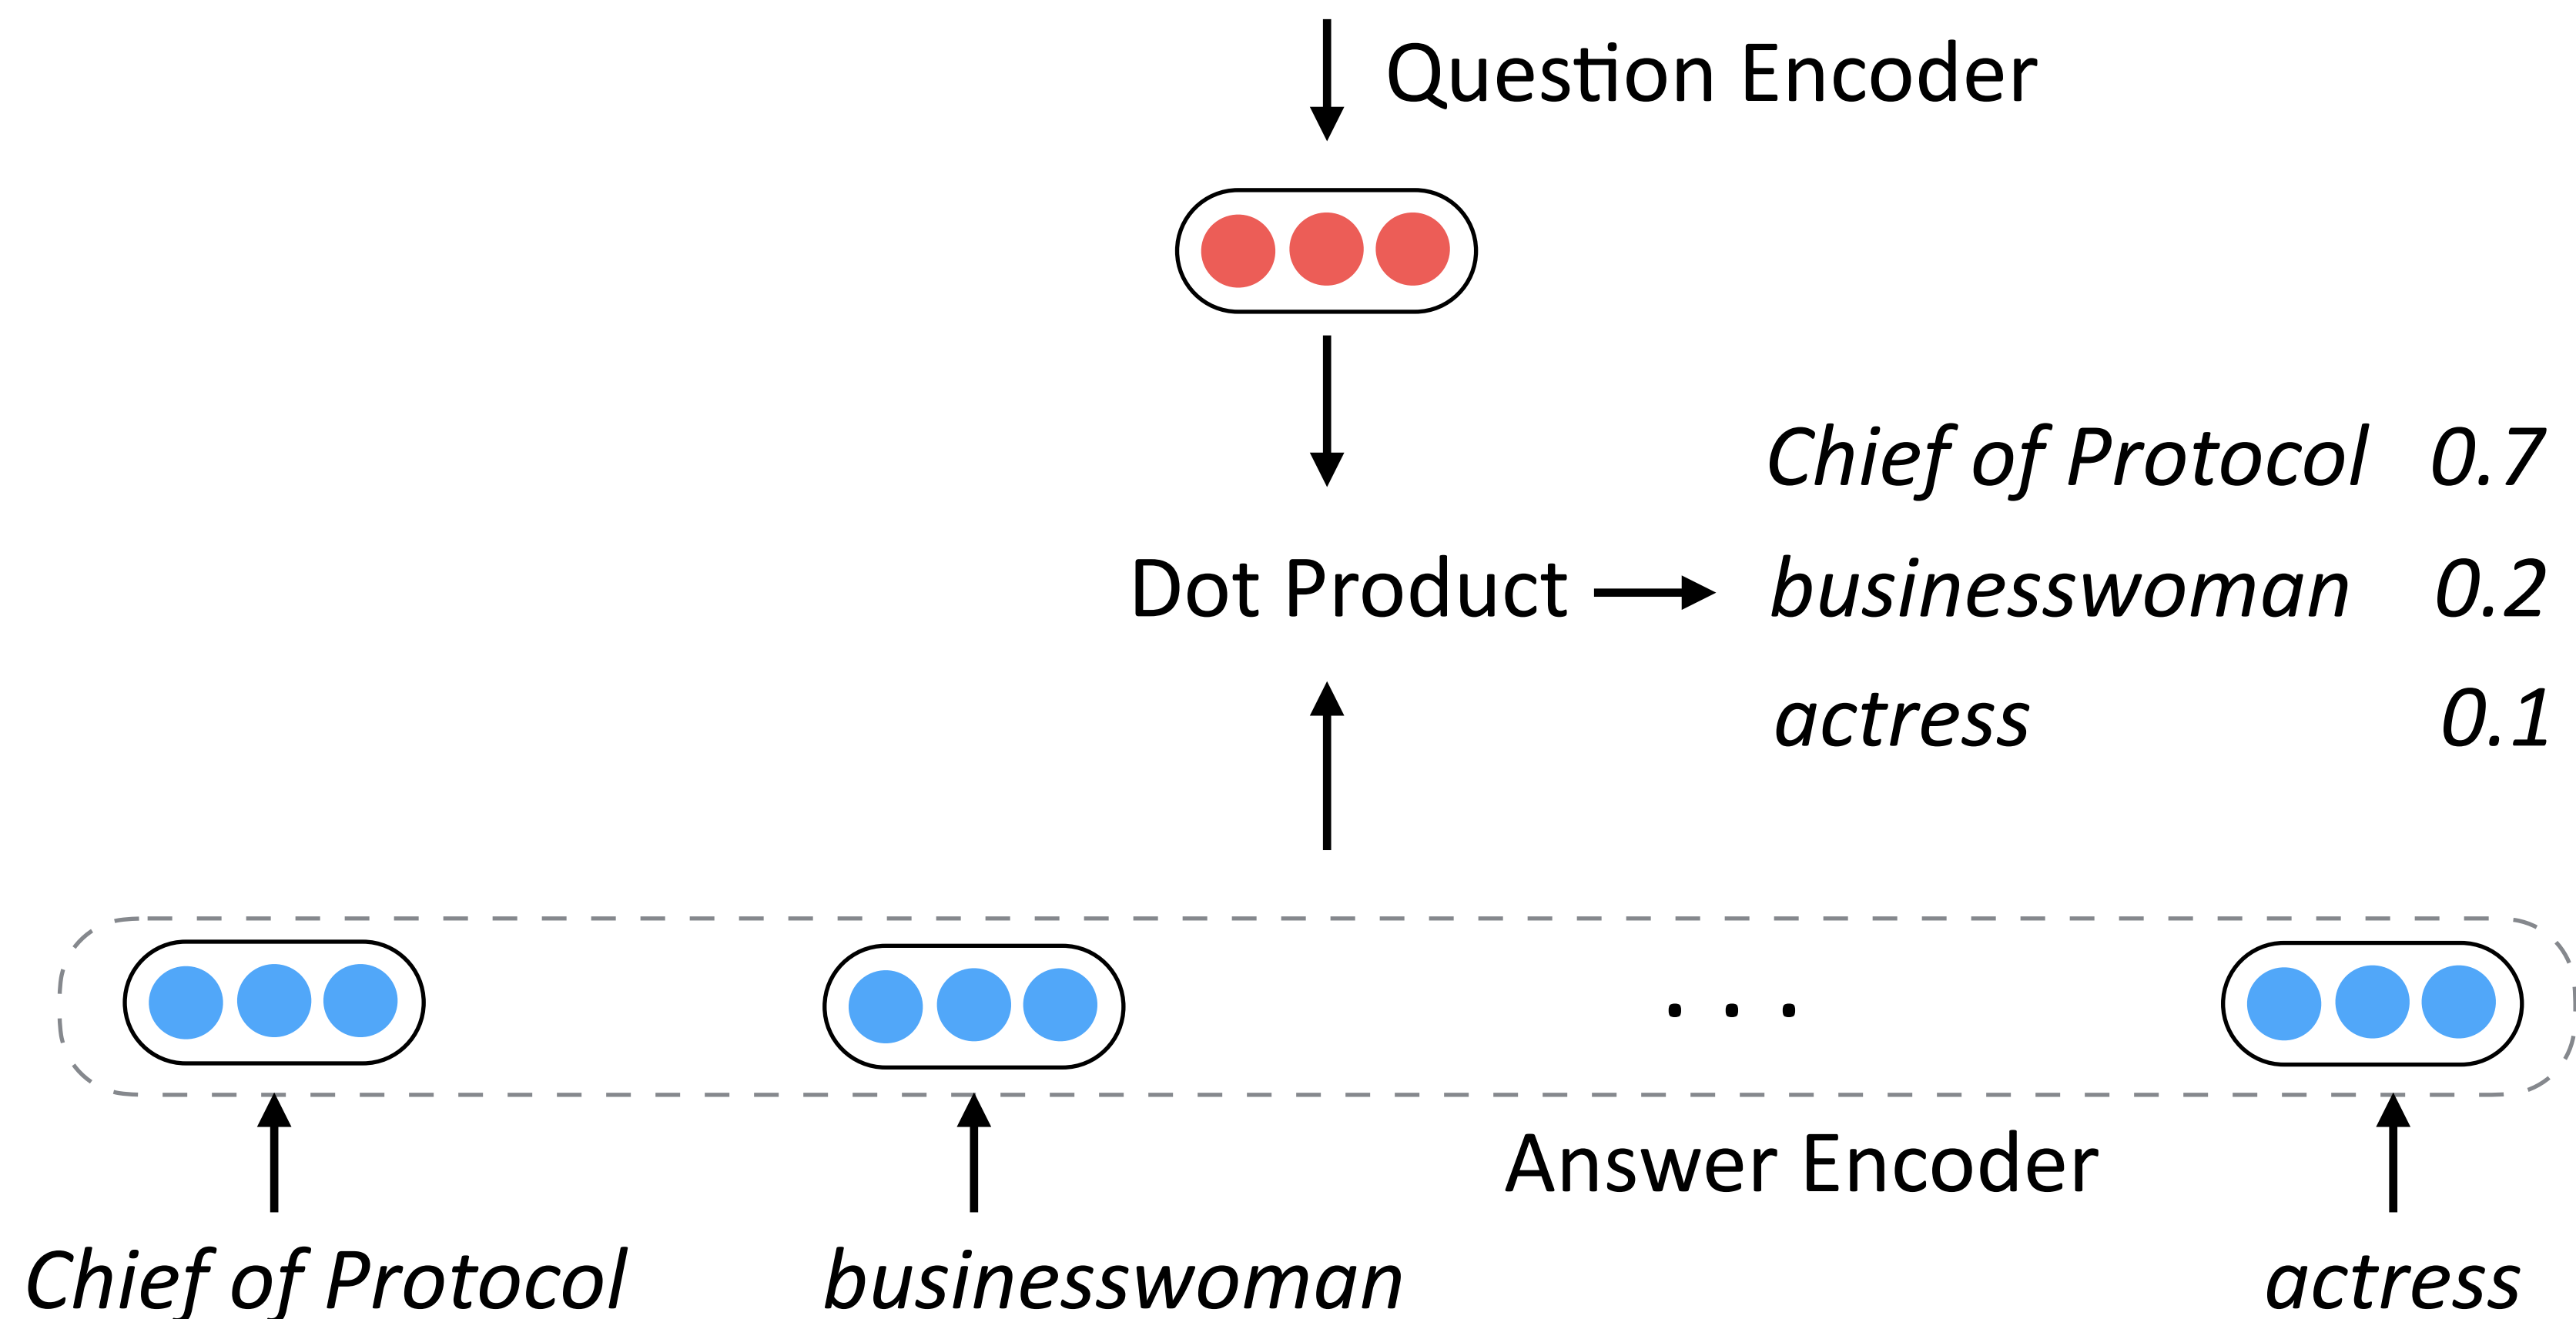 Question Encoder
Chief of Protocol 0.7
Dot Product businesswoman 0.2
actress 0.1
. . .
Answer Encoder
Chief of Protocol businesswoman actress